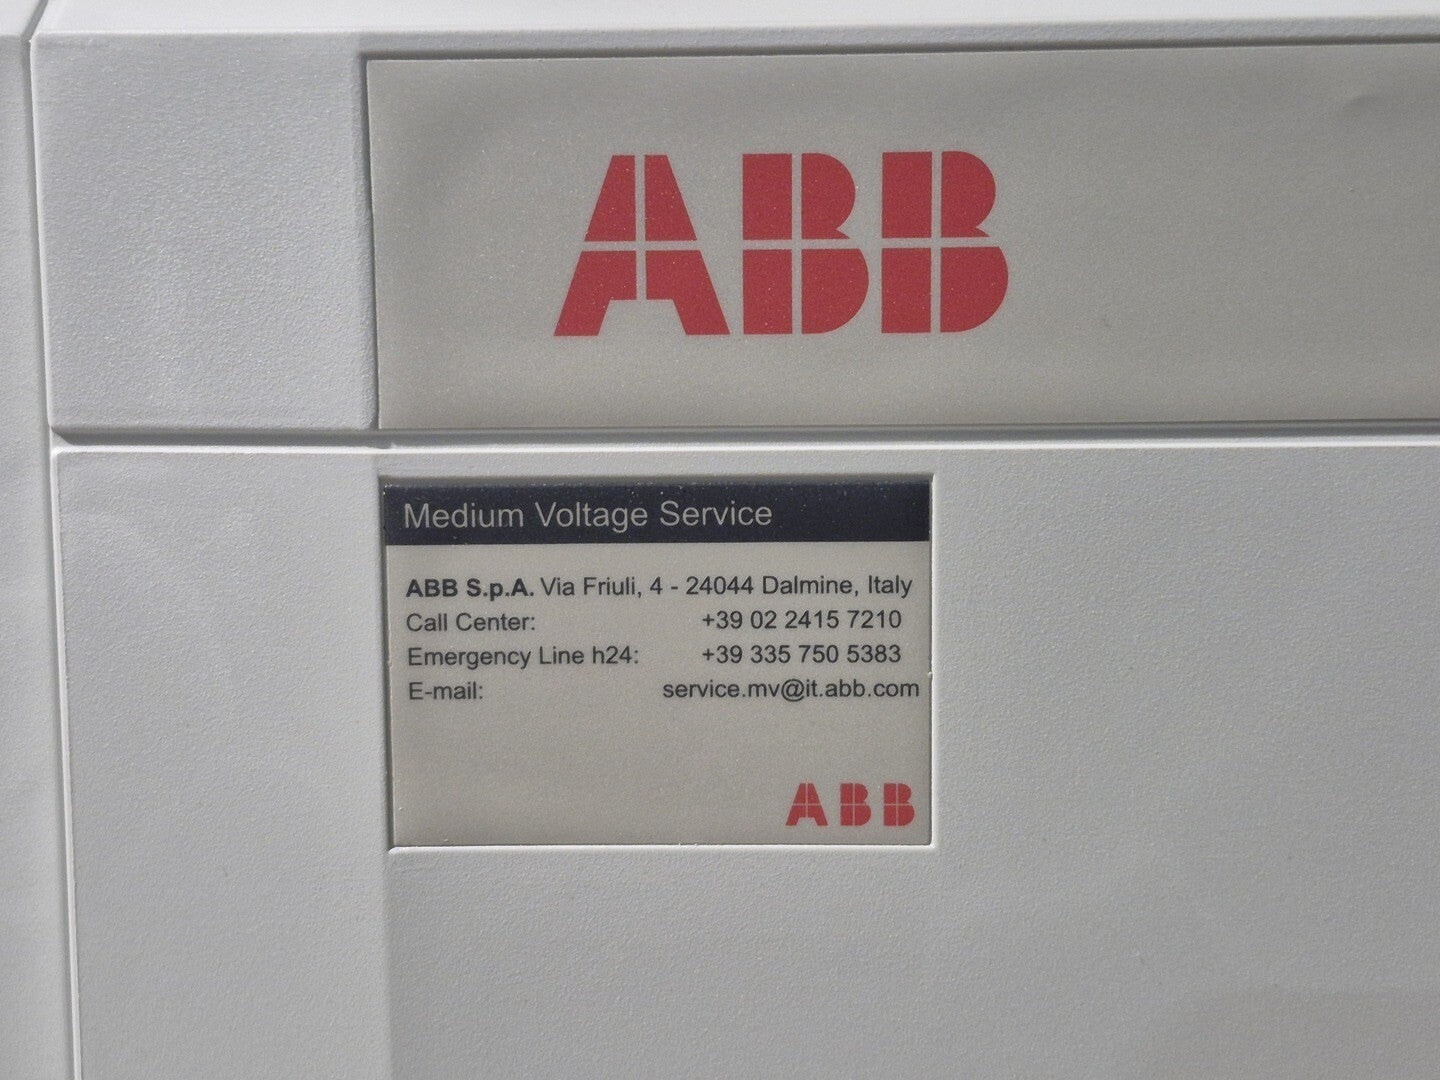 ABB
Medium Voltage Service
ABB S.p.A. Via Friuli, 4 - 24044 Dalmine, Italy
Call Center: +39 02 2415 7210
Emergency Line h24: +39 335 750 5383
E-mail: service.mv@it.abb.com
ABB